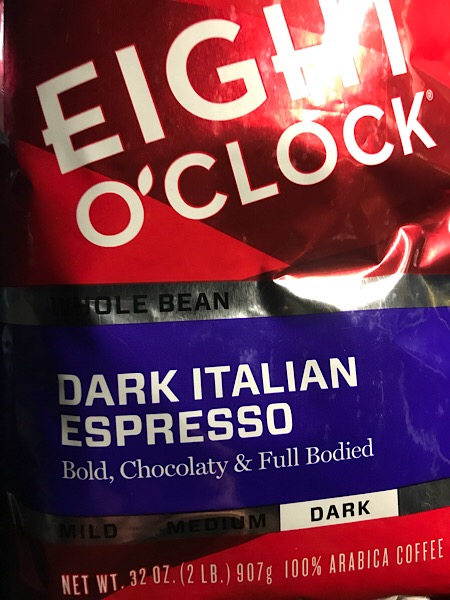 EIGHT
O'CLOCK®
WHOLE BEAN
DARK ITALIAN
ESPRESSO
Bold, Chocolaty & Full Bodied
MILD MEDIUM DARK
NET WT. 32 OZ. (2 LB.) 907g 100% ARABICA COFFEE